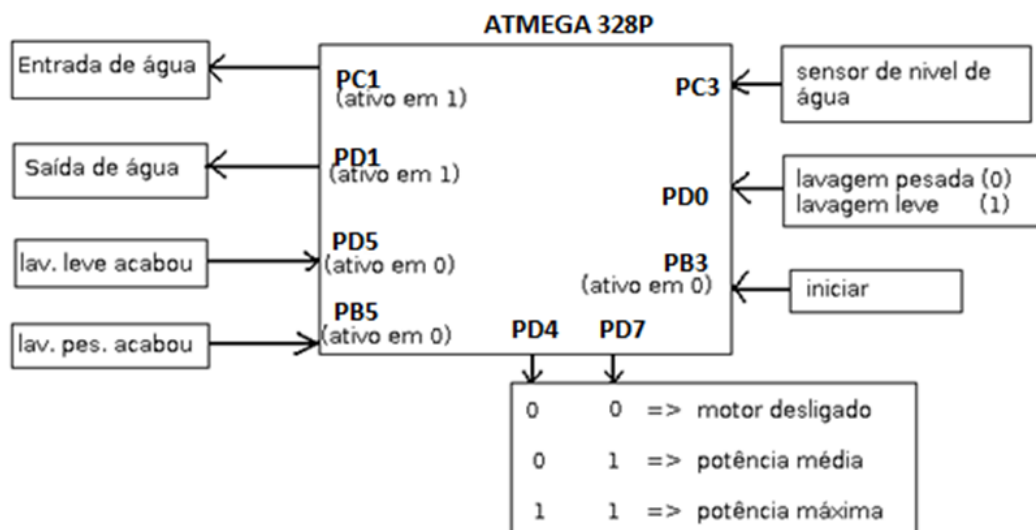 ATMEGA 328P
Entrada de água
PC1
(ativo em 1)
PC3
sensor de nivel de
água
Saída de água
PD1
(ativo em 1)
PD0
lavagem pesada (0)
lavagem leve (1)
lav. leve acabou
PD5
(ativo em 0)
PB3
(ativo em 0)
iniciar
lav. pes. acabou
PB5
(ativo em 0)
PD4 PD7
0 0 => motor desligado
0 1 => potência média
1 1 => potência máxima